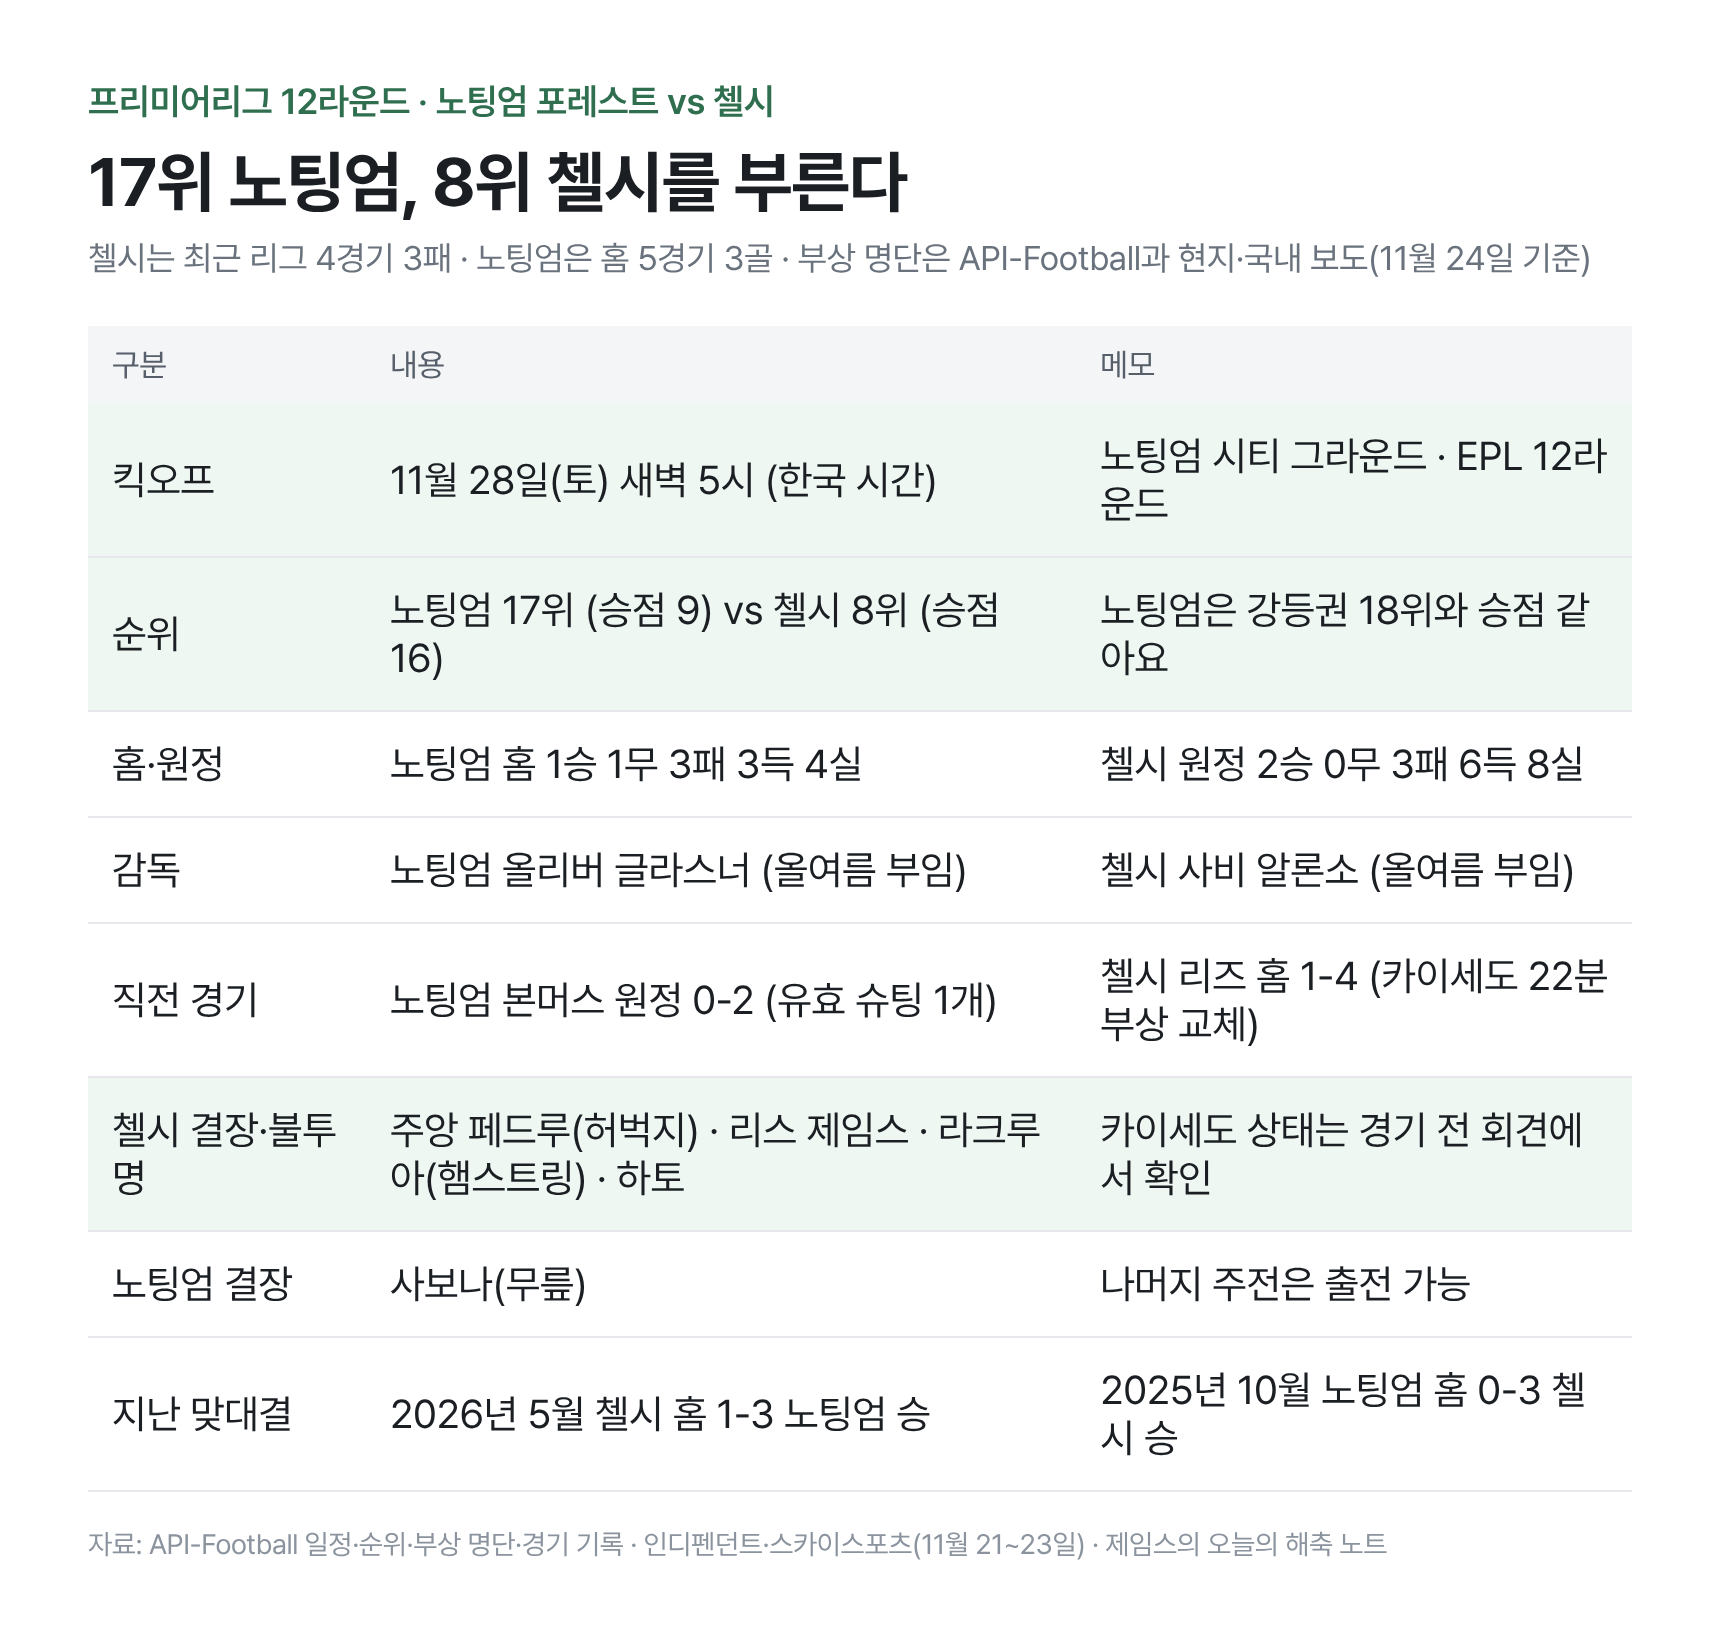 프리미어리그 12라운드 · 노팅엄 포레스트 vs 첼시
17위 노팅엄, 8위 첼시를 부른다
첼시는 최근 리그 4경기 3패 · 노팅엄은 홈 5경기 3골 · 부상 명단은 API-Football과 현지·국내 보도(11월 24일 기준)
구분 내용 메모
킥오프 11월 28일(토) 새벽 5시 (한국 시간) 노팅엄 시티 그라운드 · EPL 12라
운드
순위 노팅엄 17위 (승점 9) vs 첼시 8위 (승점
16)
노팅엄은 강등권 18위와 승점 같
아요
홈·원정 노팅엄 홈 1승 1무 3패 3득 4실 첼시 원정 2승 0무 3패 6득 8실
감독 노팅엄 올리버 글라스너 (올여름 부임) 첼시 사비 알론소 (올여름 부임)
직전 경기 노팅엄 본머스 원정 0-2 (유효 슈팅 1개) 첼시 리즈 홈 1-4 (카이세도 22분
부상 교체)
첼시 결장·불투
명
주앙 페드루(허벅지) · 리스 제임스 · 라크루
아(햄스트링) · 하토
카이세도 상태는 경기 전 회견에
서 확인
노팅엄 결장 사보나(무릎) 나머지 주전은 출전 가능
지난 맞대결 2026년 5월 첼시 홈 1-3 노팅엄 승 2025년 10월 노팅엄 홈 0-3 첼
시 승
자료: API-Football 일정·순위·부상 명단·경기 기록 · 인디펜던트·스카이스포츠(11월 21~23일) · 제임스의 오늘의 해축 노트